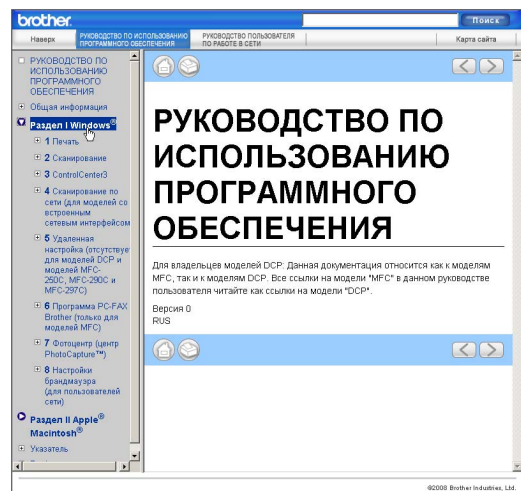 brother.
Поиск
Наверх
РУКОВОДСТВО ПО ИСПОЛЬЗОВАНИЮ
ПРОГРАММНОГО ОБЕСПЕЧЕНИЯ
РУКОВОДСТВО ПОЛЬЗОВАТЕЛЯ
ПО РАБОТЕ В СЕТИ
Карта сайта
РУКОВОДСТВО ПО
ИСПОЛЬЗОВАНИЮ
ПРОГРАММНОГО
ОБЕСПЕЧЕНИЯ
Общая информация
Раздел I Windows®
1 Печать
2 Сканирование
3 ControlCenter3
4 Сканирование по
сети (для моделей со
встроенным
сетевым интерфейсом
5 Удаленная
настройка (отсутствуе
для моделей DCP и
моделей MFC-
250C, MFC-290C и
MFC-297C)
6 Программа PC-FAX
Brother (только для
моделей MFC)
7 Фотоцентр (центр
PhotoCapture™)
8 Настройки
брандмауэра
(для пользователей
сети)
Раздел II Apple®
Macintosh®
Указатель
РУКОВОДСТВО ПО
ИСПОЛЬЗОВАНИЮ
ПРОГРАММНОГО
ОБЕСПЕЧЕНИЯ
Для владельцев моделей DCP: Данная документация относится как к моделям
MFC, так и к моделям DCP. Все ссылки на модели "MFC" в данном руководстве
пользователя читайте как ссылки на модели "DCP".
Версия 0
RUS
©2008 Brother Industries, Ltd.